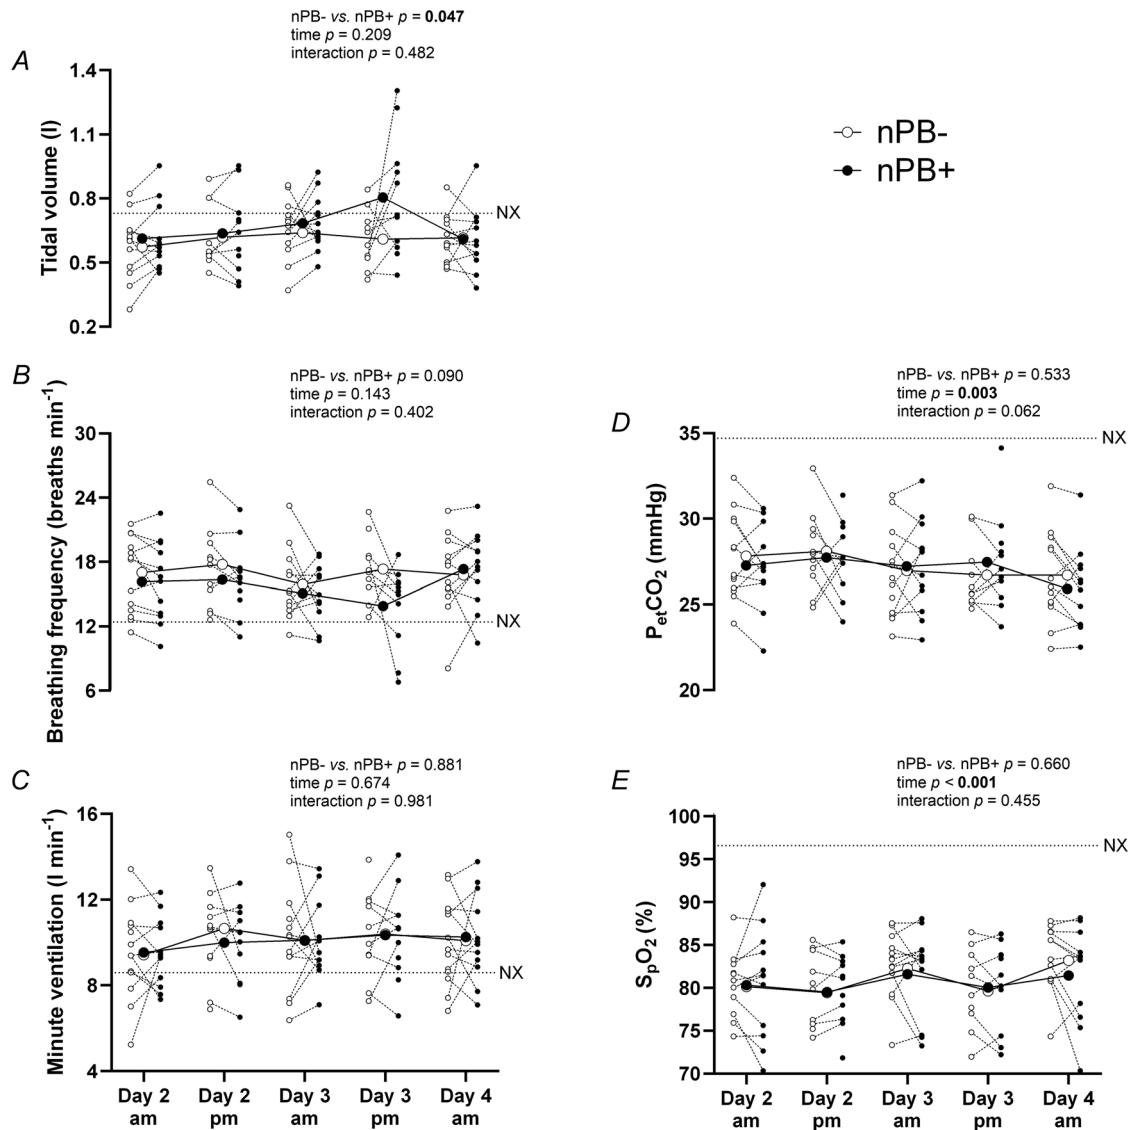 nPB- vs. nPB+ p = 0.047
time p = 0.209
interaction p = 0.482
A
1.4
1.1
0.8
0.5
0.2
Tidal volume (l)
NX
nPB-
nPB+
B
nPB- vs. nPB+ p = 0.090
time p = 0.143
interaction p = 0.402
30
24
18
12
6
Breathing frequency (breaths min⁻¹)
NX
nPB- vs. nPB+ p = 0.533
time p = 0.003
interaction p = 0.062
D
35
30
25
20
PetCO₂ (mmHg)
NX
C
nPB- vs. nPB+ p = 0.881
time p = 0.674
interaction p = 0.981
16
12
8
4
Minute ventilation (l min⁻¹)
NX
Day 2 am
Day 2 pm
Day 3 am
Day 3 pm
Day 4 am
E
nPB- vs. nPB+ p = 0.660
time p < 0.001
interaction p = 0.455
100
95
90
85
80
75
70
SpO₂ (%)
NX
Day 2 am
Day 2 pm
Day 3 am
Day 3 pm
Day 4 am